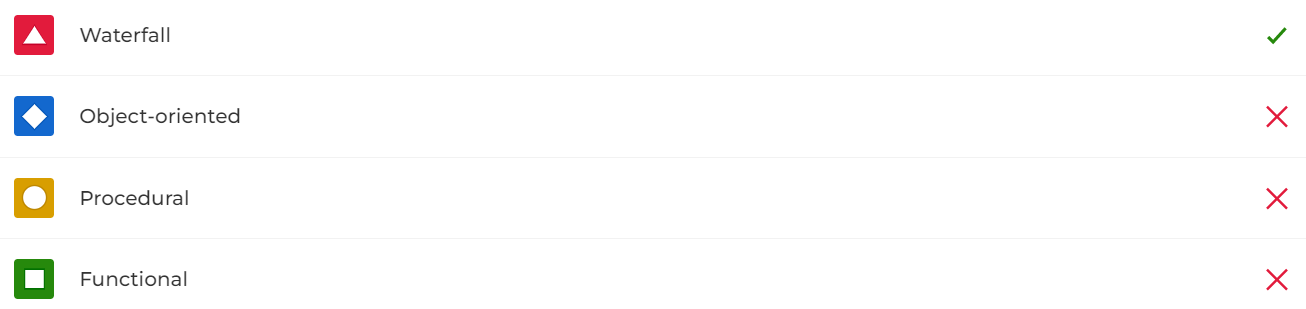 Waterfall
Object-oriented
Procedural
Functional